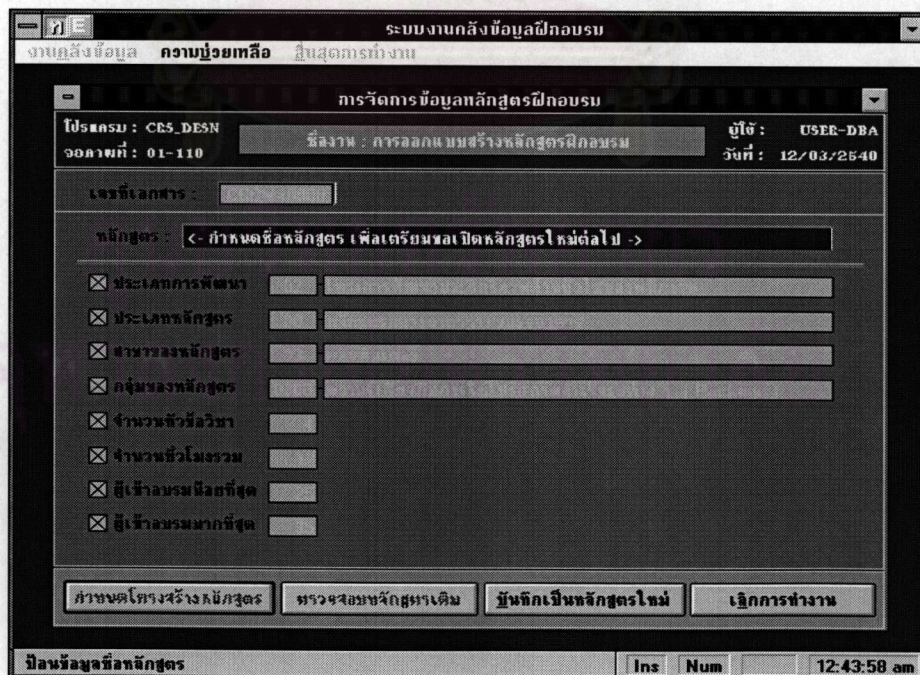 ก E ระบบงานคลังข้อมูลฝึกอบรม
งานคลังข้อมูล ความช่วยเหลือ สิ้นสุดการทำงาน
การจัดการข้อมูลหลักสูตรฝึกอบรม
โปรแกรม : CRS_DESN ชื่องาน : การออกแบบสร้างหลักสูตรฝึกอบรม ผู้ใช้ : USER-DBA
จอภาพที่ : 01-110 วันที่ : 12/03/2540
เลขที่เอกสาร :
หลักสูตร : <- กำหนดชื่อหลักสูตร เพื่อเตรียมขอเปิดหลักสูตรใหม่ต่อไป ->
ประเภทการพัฒนา
ประเภทหลักสูตร
สาขาของหลักสูตร
กลุ่มของหลักสูตร
จำนวนหัวข้อวิชา
จำนวนชั่วโมงรวม
ผู้เข้าอบรมน้อยที่สุด
ผู้เข้าอบรมมากที่สุด
กำหนดโครงสร้างหลักสูตร ตรวจสอบหลักสูตรเดิม บันทึกเป็นหลักสูตรใหม่ เลิกการทำงาน
ป้อนข้อมูลชื่อหลักสูตร Ins Num 12:43:58 am